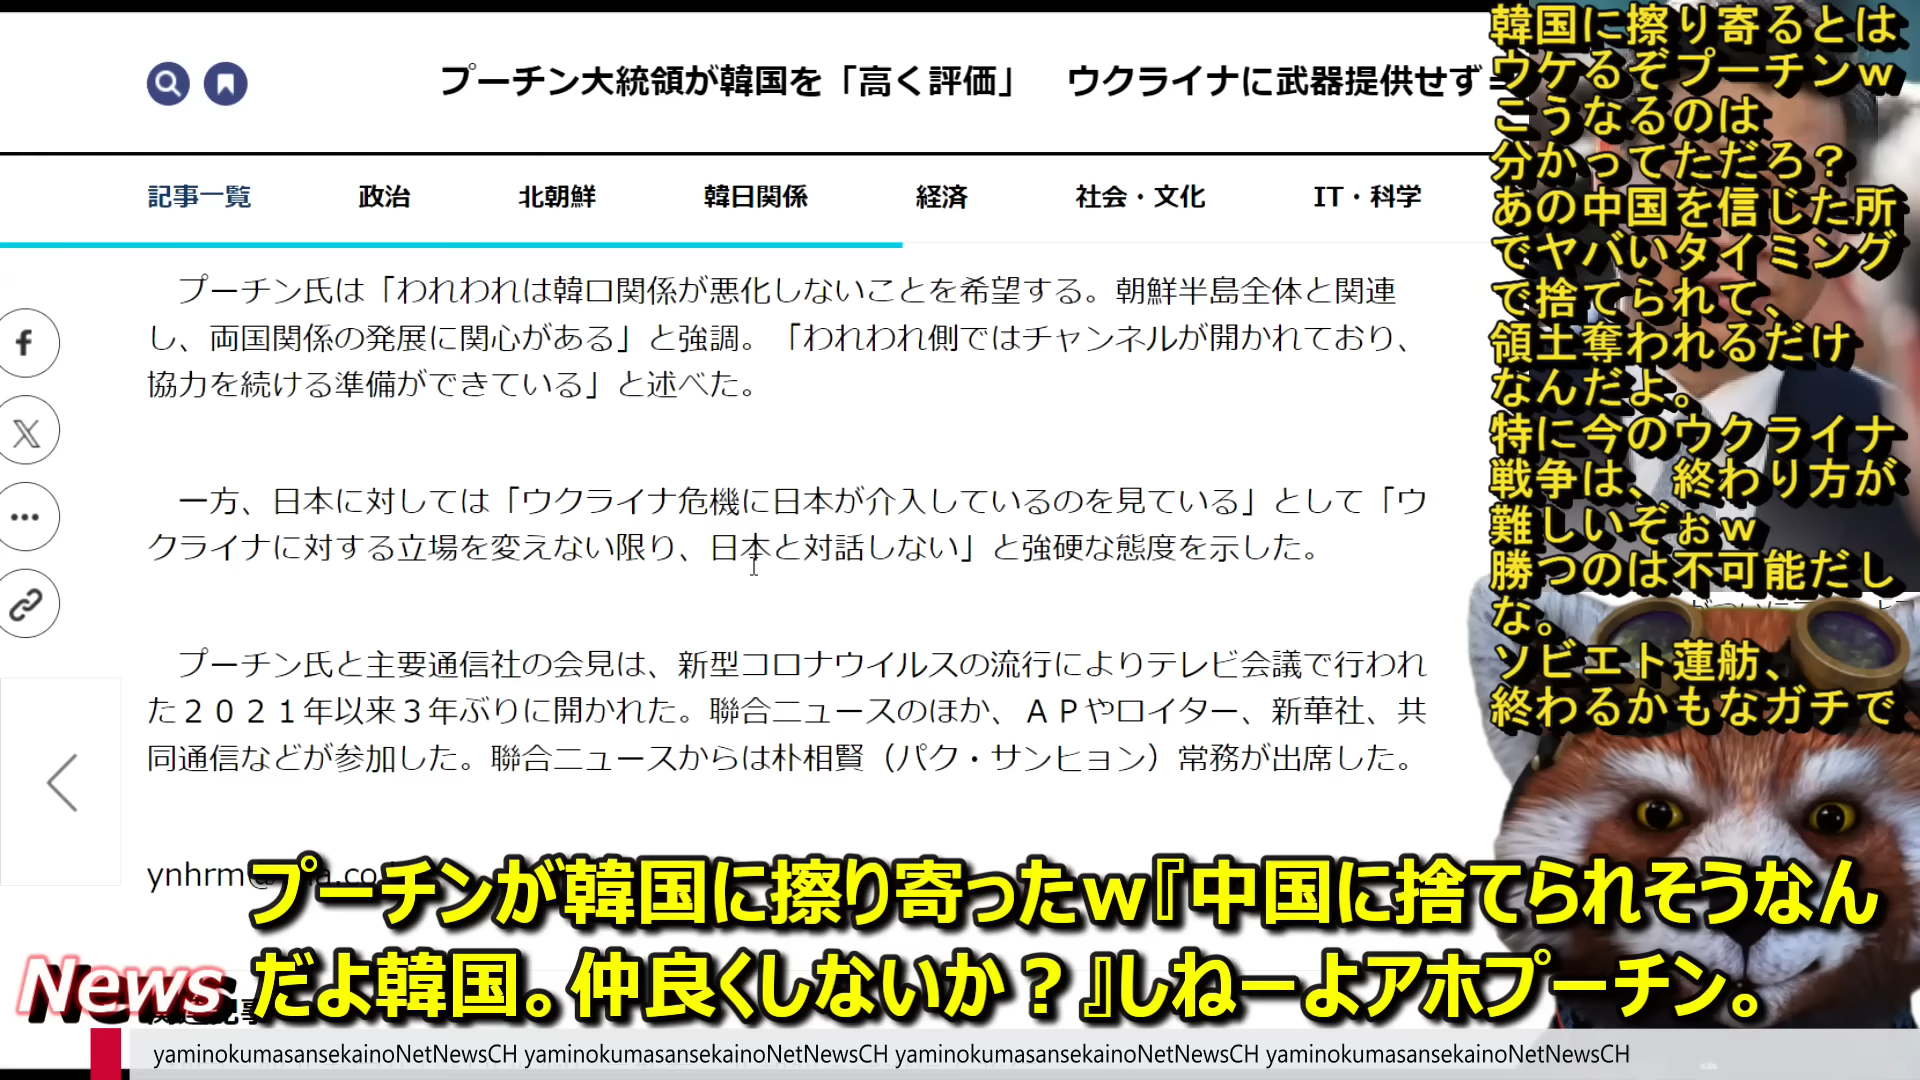 プーチン大統領が韓国を「高く評価」　ウクライナに武器提供せず
記事一覧
政治
北朝鮮
韓日関係
経済
社会・文化
IT・科学
プーチン氏は「われわれは韓ロ関係が悪化しないことを希望する。朝鮮半島全体と関連
し、両国関係の発展に関心がある」と強調。「われわれ側ではチャンネルが開かれており、
協力を続ける準備ができている」と述べた。
一方、日本に対しては「ウクライナ危機に日本が介入しているのを見ている」として「ウ
クライナに対する立場を変えない限り、日本と対話しない」と強硬な態度を示した。
プーチン氏と主要通信社の会見は、新型コロナウイルスの流行によりテレビ会議で行われ
た２０２１年以来３年ぶりに開かれた。聯合ニュースのほか、ＡＰやロイター、新華社、共
同通信などが参加した。聯合ニュースからは朴相賢（パク・サンヒョン）常務が出席した。
韓国に擦り寄るとは
ウケるぞプーチンｗ
こうなるのは
分かってただろ？
あの中国を信じた所
でヤバいタイミング
で捨てられて、
領土奪われるだけ
なんだよ。
特に今のウクライナ
戦争は、終わり方が
難しいぞぉｗ
勝つのは不可能だし
な。
ソビエト蓮舫、
終わるかもなガチで
プーチンが韓国に擦り寄ったｗ『中国に捨てられそうなん
だよ韓国。仲良くしないか？』しねーよアホプーチン。
News
yaminokumasansekainoNetNewsCH yaminokumasansekainoNetNewsCH yaminokumasansekainoNetNewsCH yaminokumasansekainoNetNewsCH